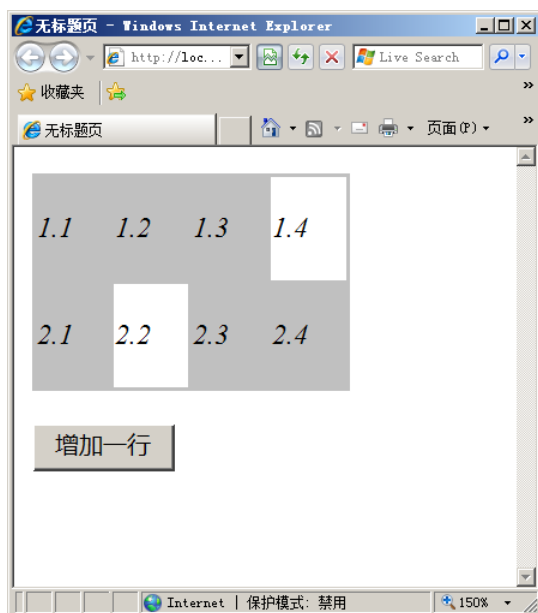 无标题页 - Windows Internet Explorer
http://loc... Live Search
收藏夹 »
无标题页 页面(P) »
1.1 1.2 1.3 1.4
2.1 2.2 2.3 2.4
增加一行
Internet | 保护模式: 禁用 150%